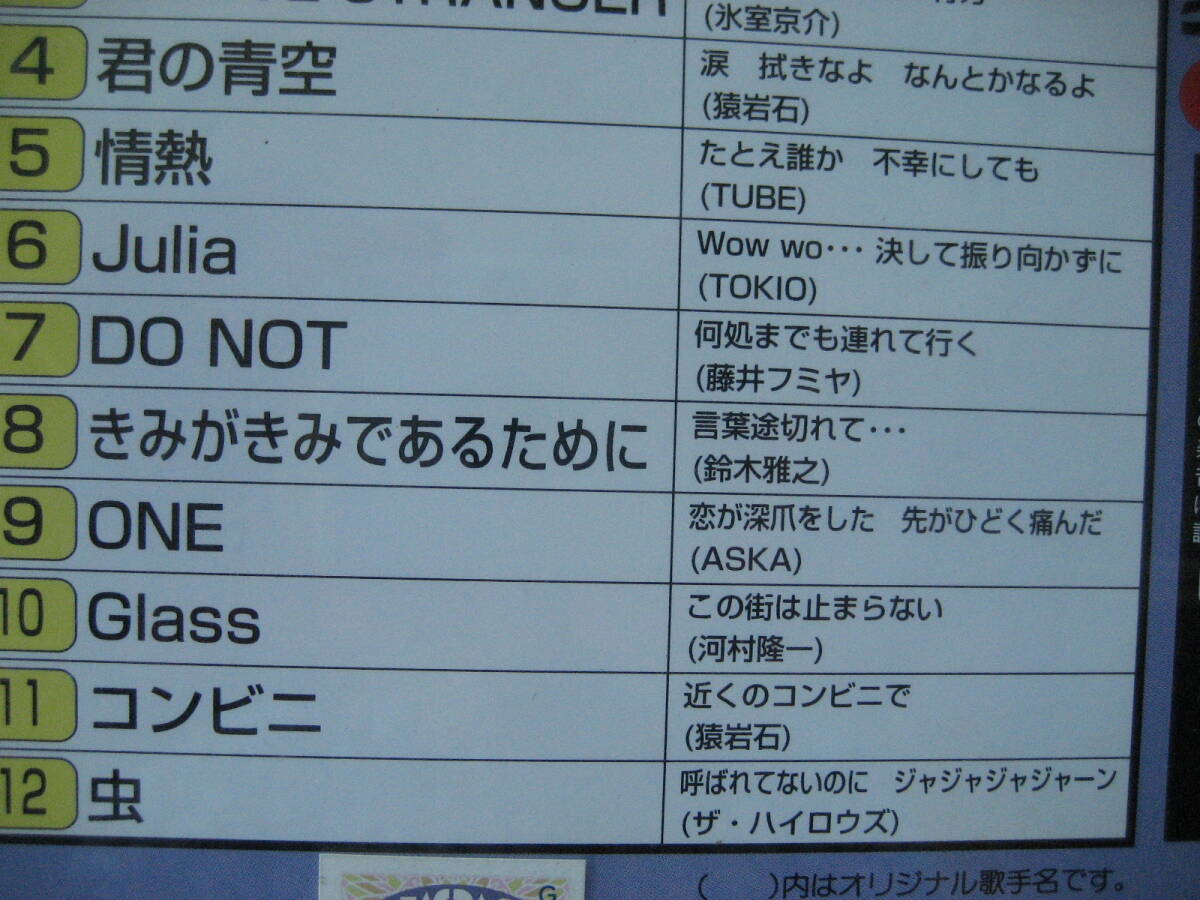 STRANGER
(氷室京介)
4 君の青空
涙 拭きなよ なんとかなるよ
(猿岩石)
5 情熱
たとえ誰か 不幸にしても
(TUBE)
6 Julia
Wow wo・・・ 決して振り向かずに
(TOKIO)
7 DO NOT
何処までも連れて行く
(藤井フミヤ)
8 きみがきみであるために
言葉途切れて・・・
(鈴木雅之)
9 ONE
恋が深爪をした 先がひどく痛んだ
(ASKA)
10 Glass
この街は止まらない
(河村隆一)
11 コンビニ
近くのコンビニで
(猿岩石)
12 虫
呼ばれてないのに ジャジャジャジャーン
(ザ・ハイロウズ)
( )内はオリジナル歌手名です。
G